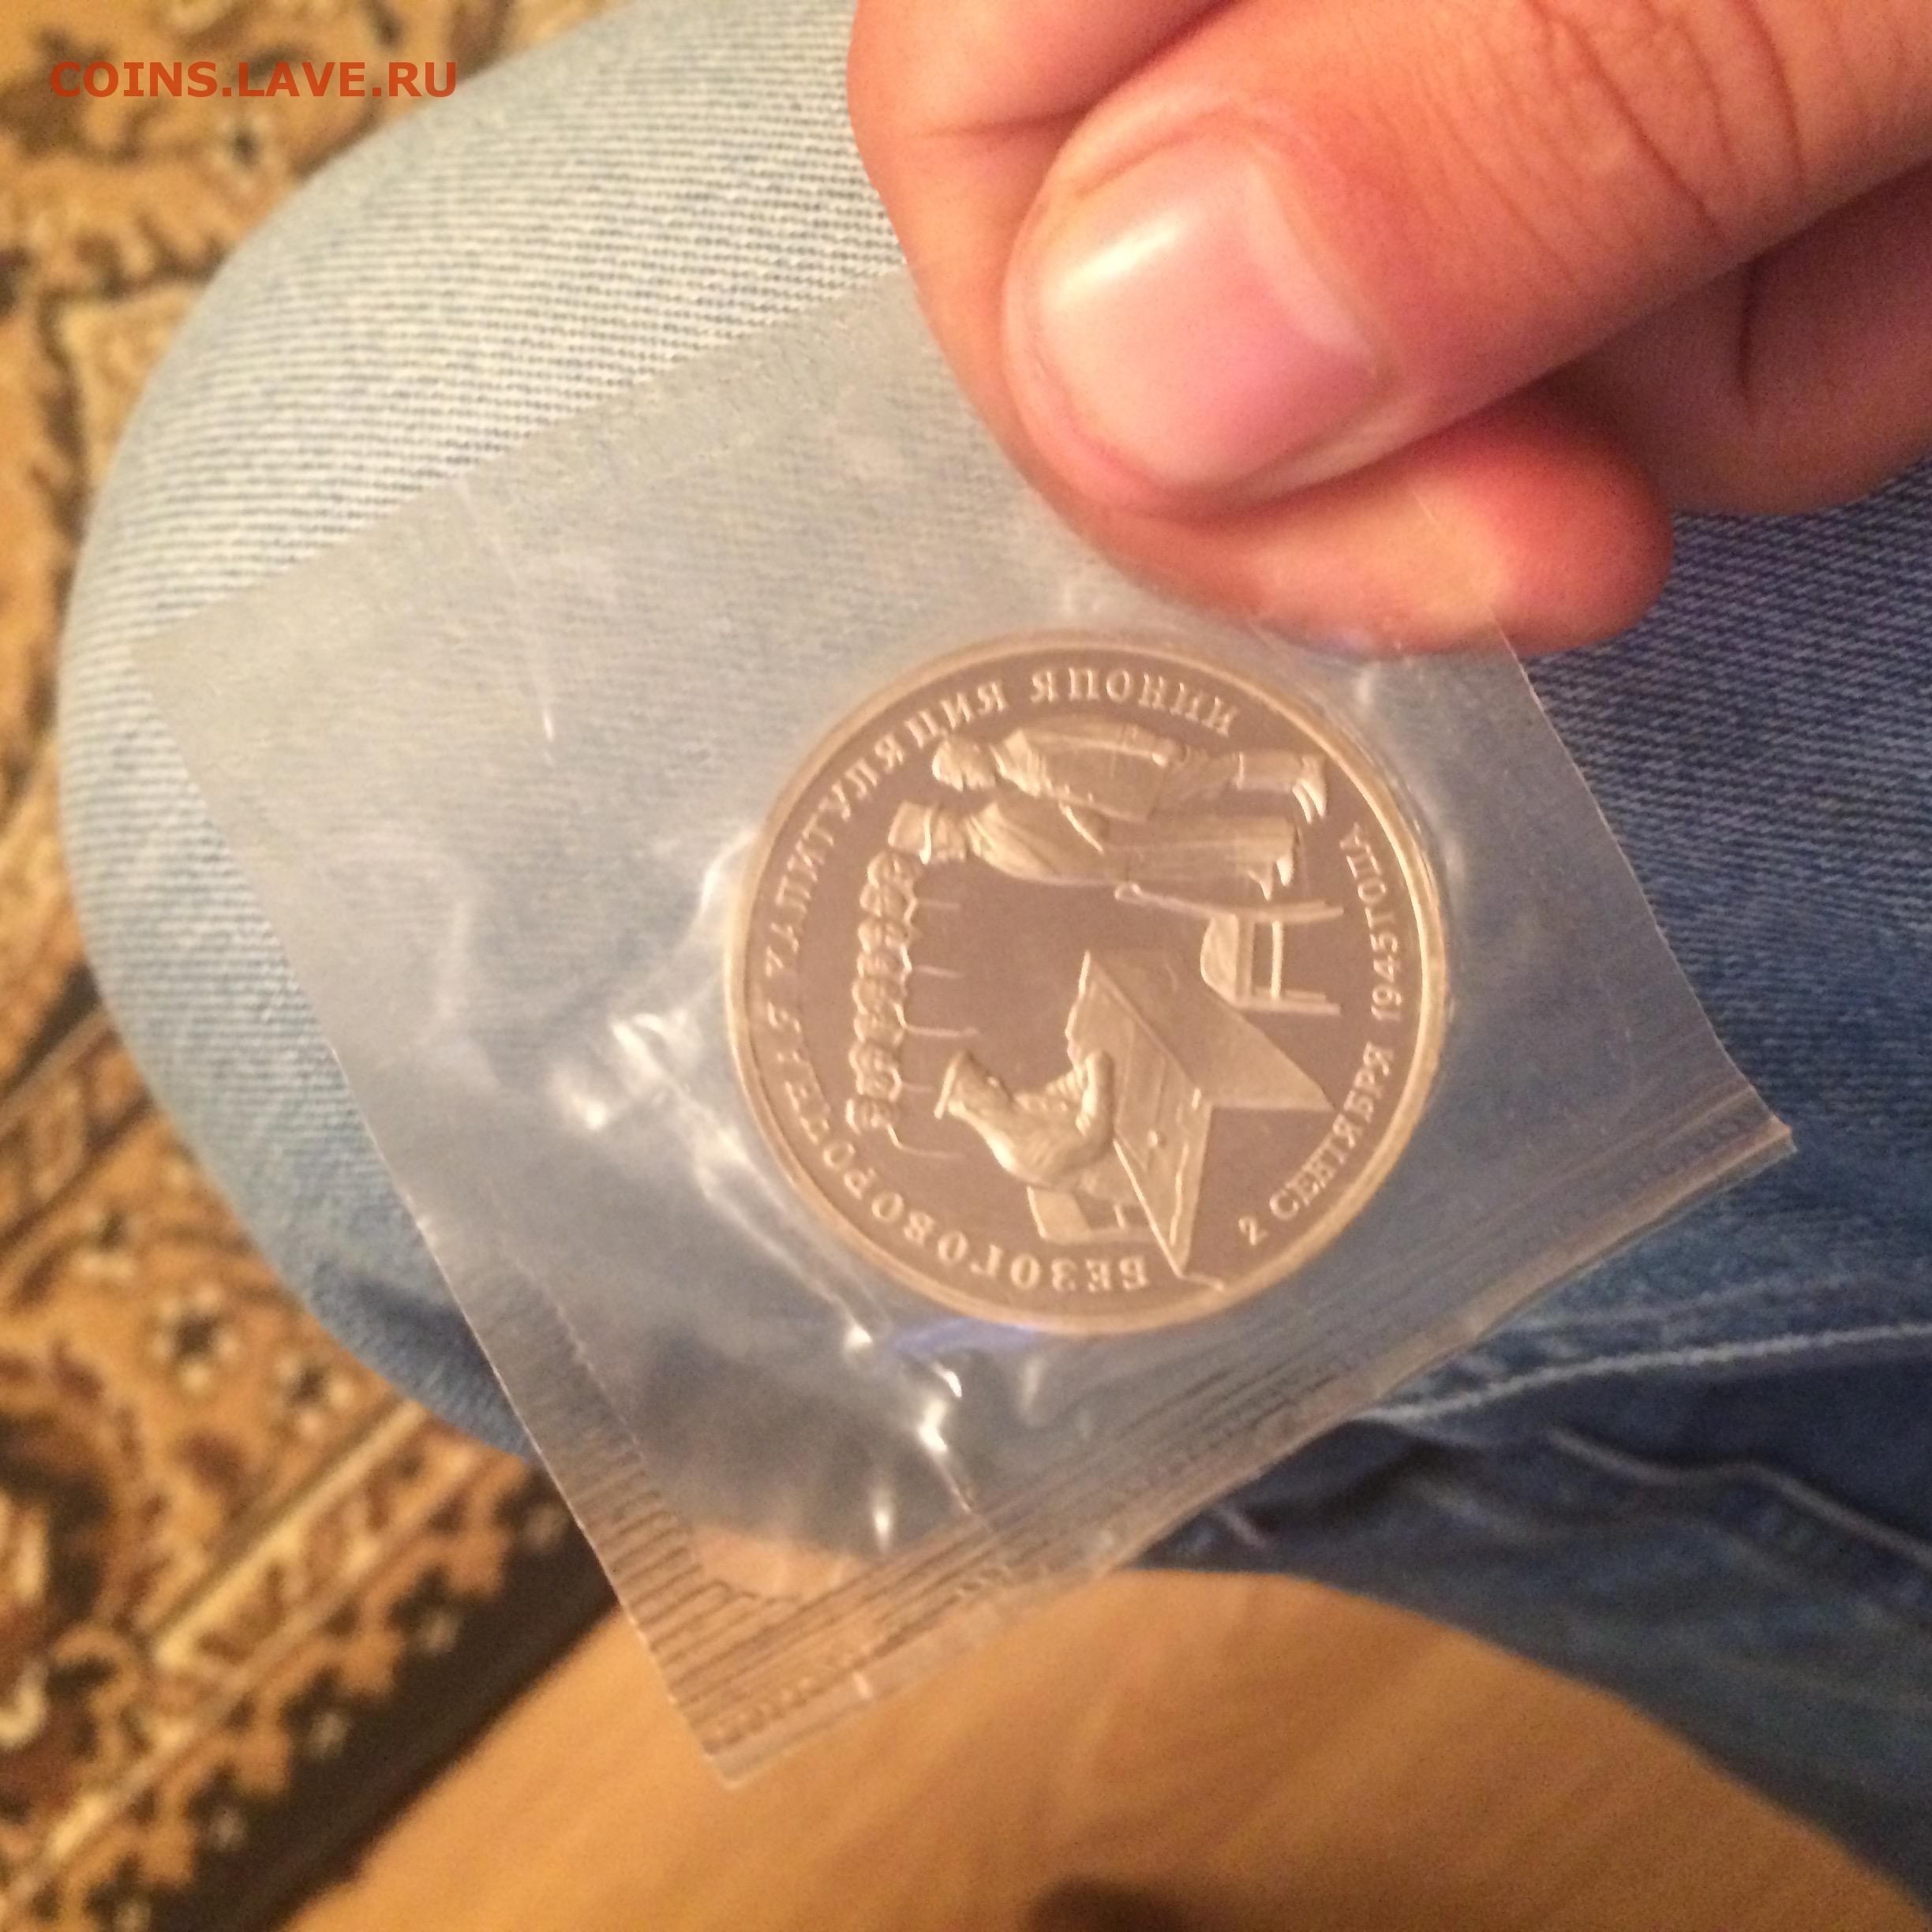 COINS.LAVE.RU
БЕЗОГОВОРОЧНАЯ КАПИТУЛЯЦИЯ ЯПОНИИ
2 СЕНТЯБРЯ 1945 ГОДА